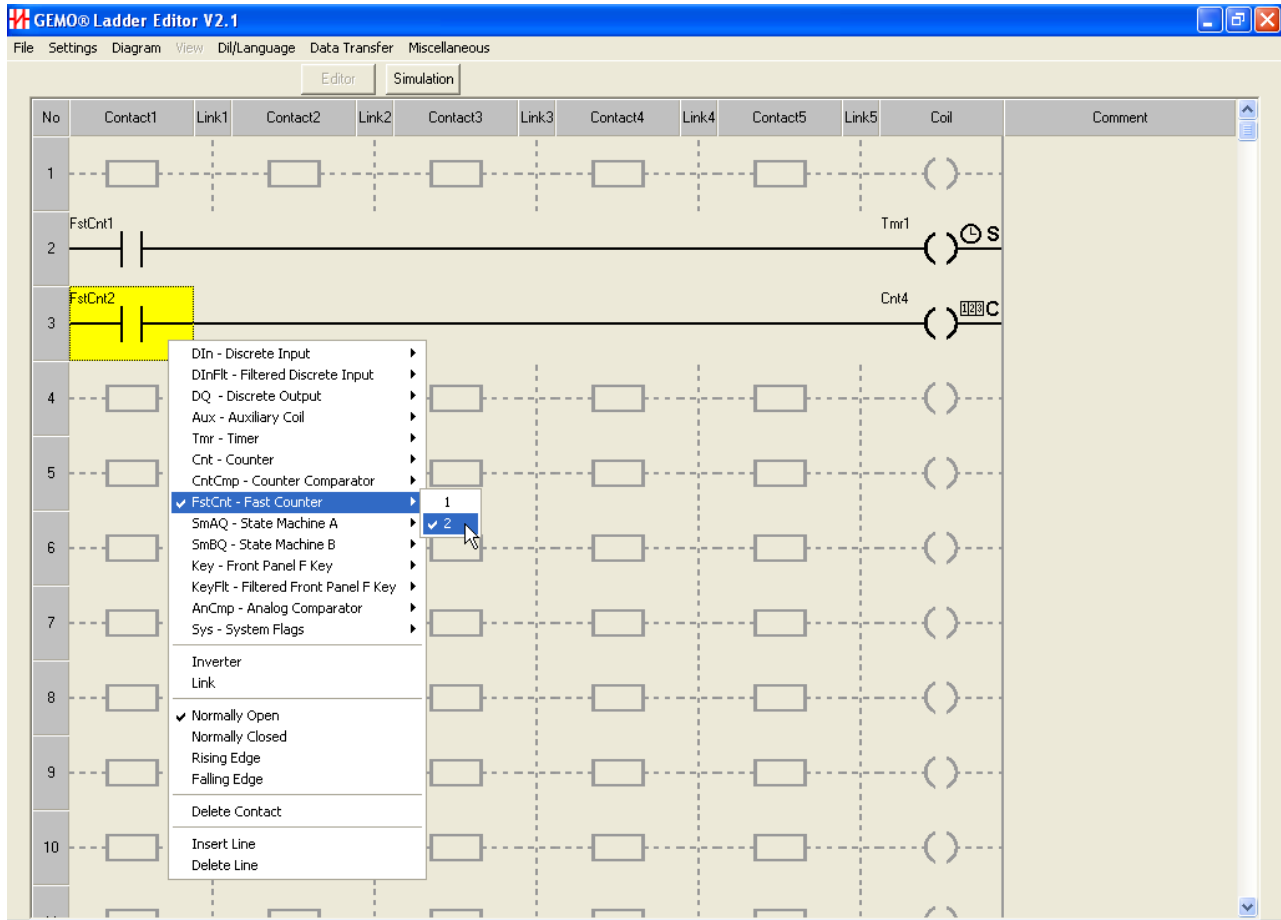 GEMO® Ladder Editor V2.1
File Settings Diagram View Dil/Language Data Transfer Miscellaneous
Editor Simulation
No Contact1 Link1 Contact2 Link2 Contact3 Link3 Contact4 Link4 Contact5 Link5 Coil Comment
1
FstCnt1 Tmr1
2 S
FstCnt2 Cnt4
3 123 C
DIn - Discrete Input
DInFlt - Filtered Discrete Input
4 DQ - Discrete Output
Aux - Auxiliary Coil
Tmr - Timer
Cnt - Counter
5 CntCmp - Counter Comparator
FstCnt - Fast Counter 1
SmAQ - State Machine A 2
6 SmBQ - State Machine B
Key - Front Panel F Key
KeyFlt - Filtered Front Panel F Key
AnCmp - Analog Comparator
7 Sys - System Flags
Inverter
Link
8
Normally Open
Normally Closed
Rising Edge
9 Falling Edge
Delete Contact
10 Insert Line
Delete Line